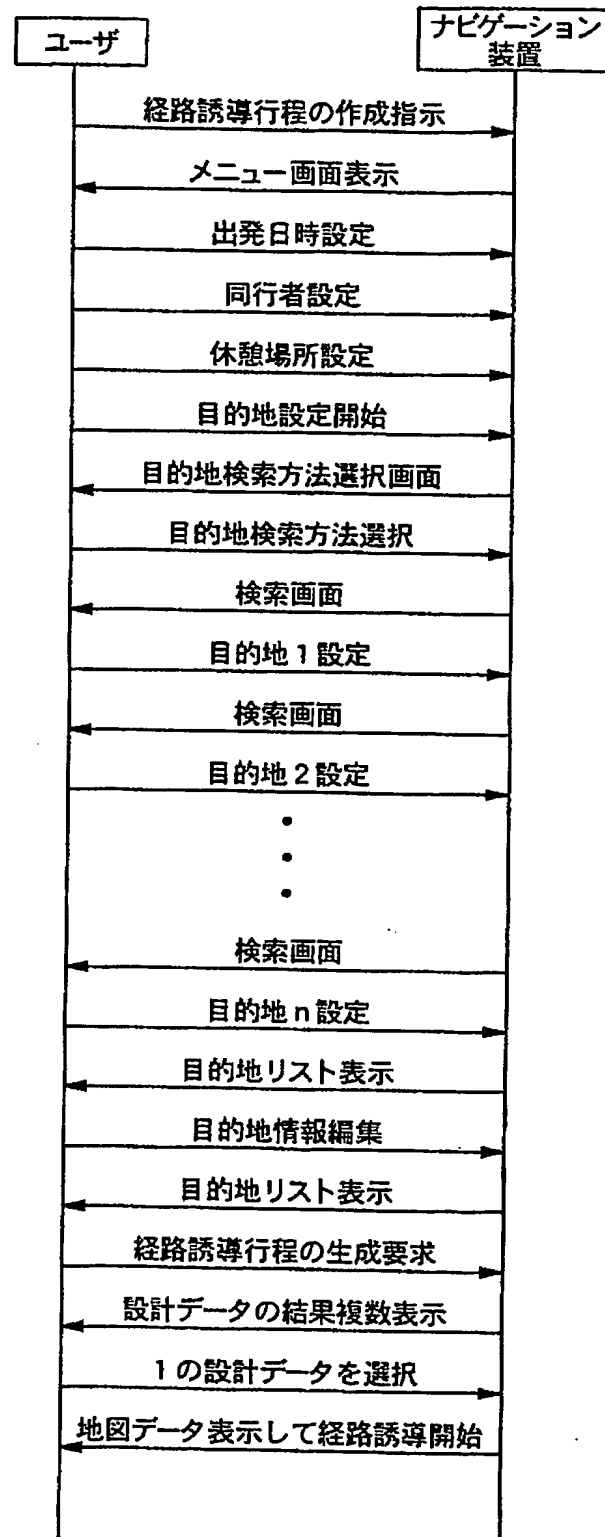 ユーザ
ナビゲーション
装置
経路誘導行程の作成指示
メニュー画面表示
出発日時設定
同行者設定
休憩場所設定
目的地設定開始
目的地検索方法選択画面
目的地検索方法選択
検索画面
目的地1設定
検索画面
目的地2設定
検索画面
目的地n設定
目的地リスト表示
目的地情報編集
目的地リスト表示
経路誘導行程の生成要求
設計データの結果複数表示
1の設計データを選択
地図データ表示して経路誘導開始